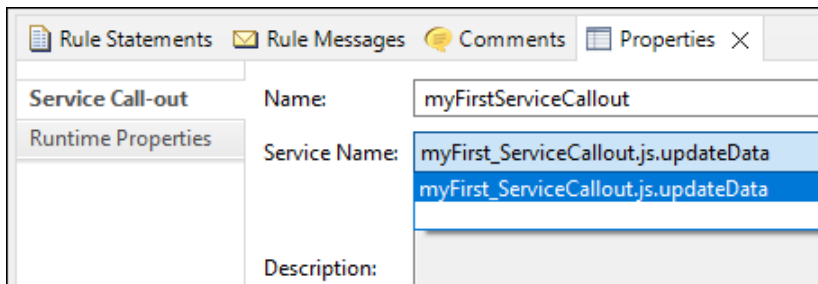 Rule Statements Rule Messages Comments Properties
Service Call-out
Name: myFirstServiceCallout
Runtime Properties
Service Name: myFirst_ServiceCallout.js.updateData
myFirst_ServiceCallout.js.updateData
Description: